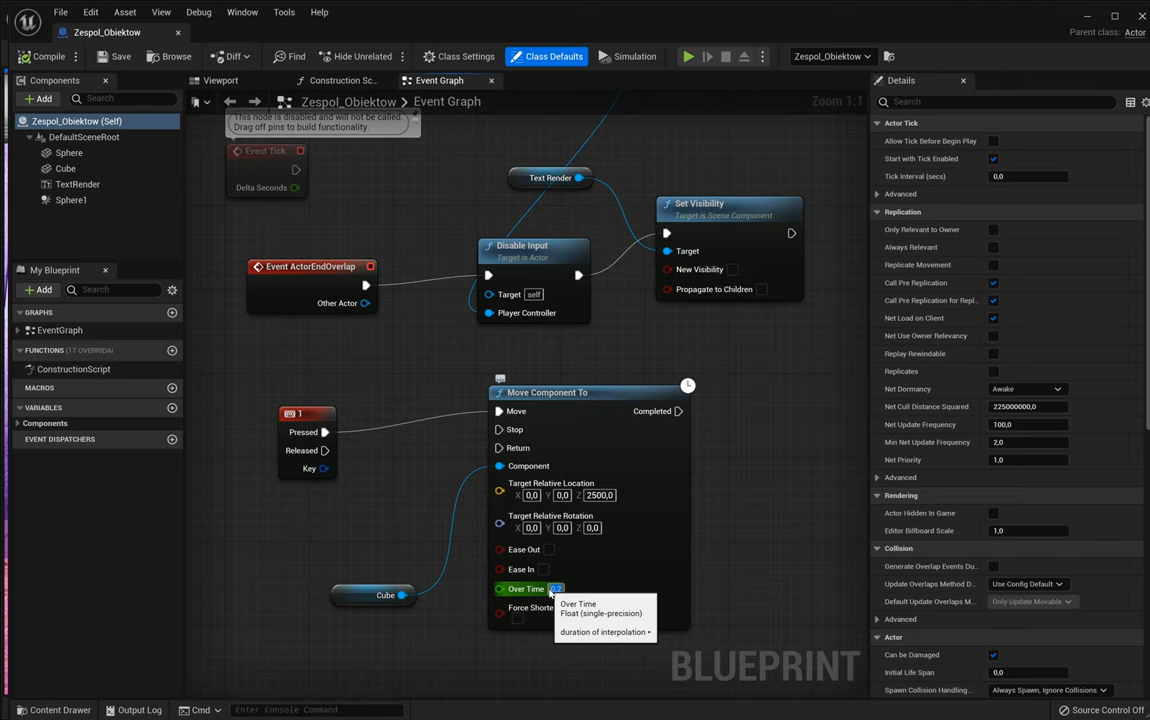 File Edit Asset View Debug Window Tools Help
Zespol_Obiektow
Parent class: Actor
Compile Save Browse Diff Find Hide Unrelated Class Settings Class Defaults Simulation Zespol_Obiektow
Components
Add Search
Zespol_Obiektow (Self)
DefaultSceneRoot
Sphere
Cube
TextRender
Sphere1
My Blueprint
Add Search
GRAPHS
EventGraph
FUNCTIONS (17 OVERRIDA
ConstructionScript
MACROS
VARIABLES
Components
EVENT DISPATCHERS
Viewport Construction Sc... Event Graph
Zespol_Obiektow Event Graph Zoom 1:1
This node is disabled and will not be called.
Drag off pins to build functionality.
Event Tick
Delta Seconds
Text Render
Set Visibility
Target is Scene Component
Target
New Visibility
Propagate to Children
Disable Input
Target is Actor
Target self
Player Controller
Event ActorEndOverlap
Other Actor
1
Pressed
Released
Key
Move Component To
Move Completed
Stop
Return
Component
Target Relative Location
X 0,0 Y 0,0 Z 2500,0
Target Relative Rotation
X 0,0 Y 0,0 Z 0,0
Ease Out
Ease In
Over Time 0,2
Force Shorte
Over Time
Float (single-precision)
duration of interpolation
Cube
BLUEPRINT
Details
Search
Actor Tick
Allow Tick Before Begin Play
Start with Tick Enabled
Tick Interval (secs) 0,0
Advanced
Replication
Only Relevant to Owner
Always Relevant
Replicate Movement
Call Pre Replication
Call Pre Replication for Repl...
Net Load on Client
Net Use Owner Relevancy
Replay Rewindable
Replicates
Net Dormancy Awake
Net Cull Distance Squared 225000000,0
Net Update Frequency 100,0
Min Net Update Frequency 2,0
Net Priority 1,0
Advanced
Rendering
Actor Hidden In Game
Editor Billboard Scale 1,0
Collision
Generate Overlap Events Du...
Update Overlaps Method D... Use Config Default
Default Update Overlaps M... Only Update Movable
Advanced
Actor
Can be Damaged
Initial Life Span 0,0
Spawn Collision Handling... Always Spawn, Ignore Collisions
Content Drawer Output Log Cmd Enter Console Command Source Control Off